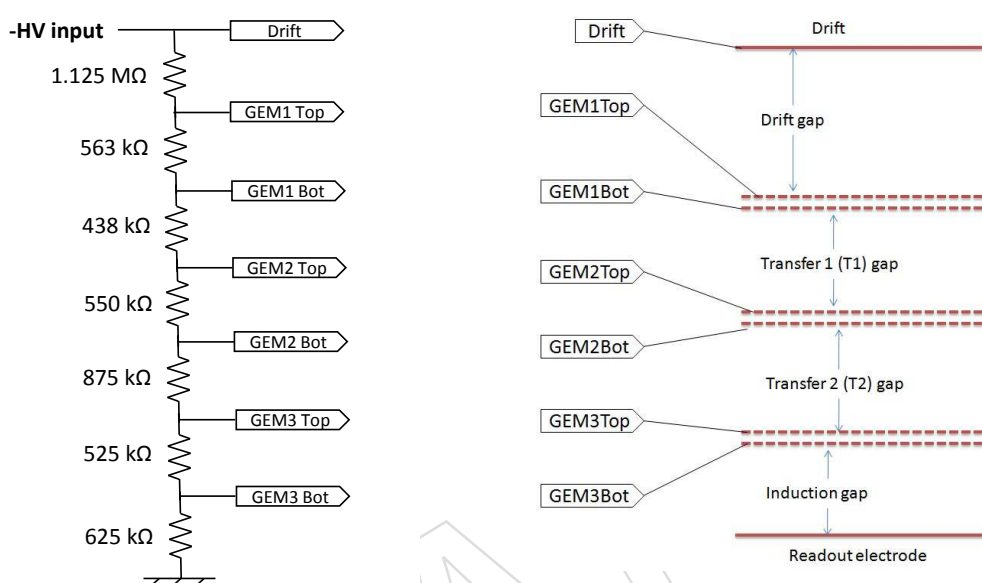 -HV input
Drift
1.125 MΩ
GEM1 Top
563 kΩ
GEM1 Bot
438 kΩ
GEM2 Top
550 kΩ
GEM2 Bot
875 kΩ
GEM3 Top
525 kΩ
GEM3 Bot
625 kΩ
Drift
Drift
GEM1Top
Drift gap
GEM1Bot
Transfer 1 (T1) gap
GEM2Top
GEM2Bot
Transfer 2 (T2) gap
GEM3Top
GEM3Bot
Induction gap
Readout electrode